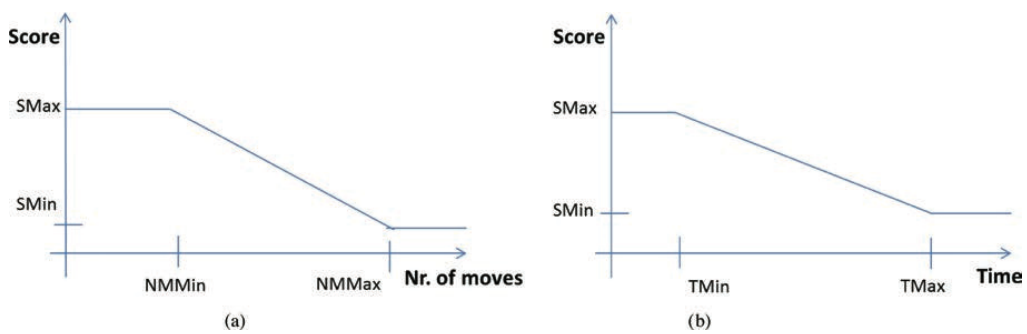 Score
SMax
SMin
NMMin
NMMax
Nr. of moves
(a)
Score
SMax
SMin
TMin
TMax
Time
(b)